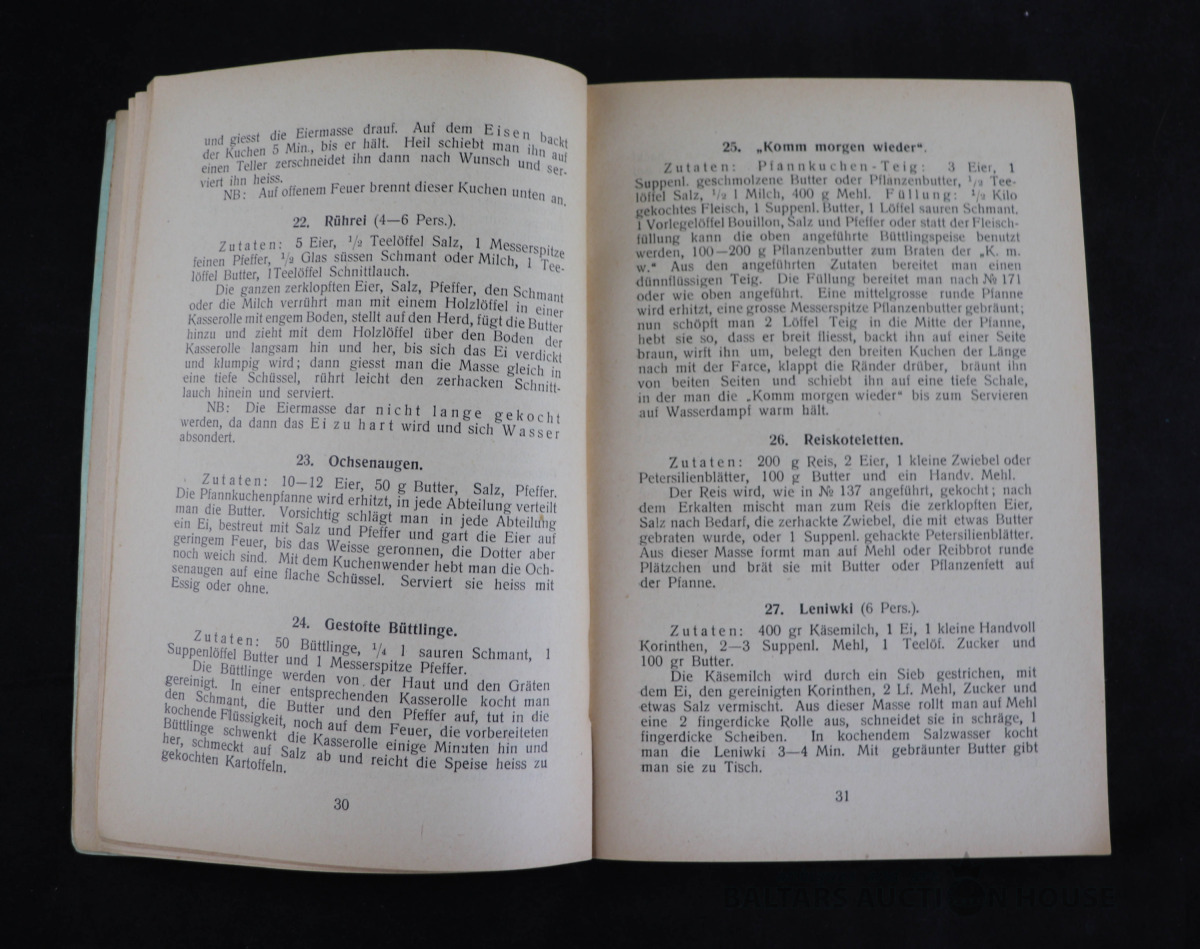 und giesst die Eiermasse drauf. Auf dem Eisen backt
der Kuchen 5 Min., bis er hält. Heil schiebt man ihn auf
einen Teller zerschneidet ihn dann nach Wunsch und ser-
viert ihn heiss.
NB: Auf offenem Feuer brennt dieser Kuchen unten an.
22. Rührei (4—6 Pers.).
Zutaten: 5 Eier, 1/2 Teelöffel Salz, 1 Messerspitze
feinen Pfeffer, 1/2 Glas süssen Schmant oder Milch, 1 Tee-
löffel Butter, 1 Teelöffel Schnittlauch.
Die ganzen zerklopften Eier, Salz, Pfeffer, den Schmant
oder die Milch verrührt man mit einem Holzlöffel in einer
Kasserolle mit engem Boden, stellt auf den Herd, fügt die Butter
hinzu und zieht mit dem Holzlöffel über den Boden der
Kasserolle langsam hin und her, bis sich das Ei verdickt
und klumpig wird; dann giesst man die Masse gleich in
eine tiefe Schüssel, rührt leicht den zerhacken Schnitt-
lauch hinein und serviert.
NB: Die Eiermasse dar nicht lange gekocht
werden, da dann das Ei zu hart wird und sich Wasser
absondert.
23. Ochsenaugen.
Zutaten: 10—12 Eier, 50 g Butter, Salz, Pfeffer.
Die Pfannkuchenpfanne wird erhitzt, in jede Abteilung verteilt
man die Butter. Vorsichtig schlägt man in jede Abteilung
ein Ei, bestreut mit Salz und Pfeffer und gart die Eier auf
geringem Feuer, bis das Weisse geronnen, die Dotter aber
noch weich sind. Mit dem Kuchenwender hebt man die Och-
senaugen auf eine flache Schüssel. Serviert sie heiss mit
Essig oder ohne.
24. Gestofte Büttlinge.
Zutaten: 50 Büttlinge, 1/4 l sauren Schmant, 1
Suppenlöffel Butter und 1 Messerspitze Pfeffer.
Die Büttlinge werden von der Haut und den Gräten
gereinigt. In einer entsprechenden Kasserolle kocht man
den Schmant, die Butter und den Pfeffer auf, tut in die
kochende Flüssigkeit, noch auf dem Feuer, die vorbereiteten
Büttlinge schwenkt die Kasserolle einige Minuten hin und
her, schmeckt auf Salz ab und reicht die Speise heiss zu
gekochten Kartoffeln.
30
25. „Komm morgen wieder“.
Zutaten: Pfannkuchen-Teig: 3 Eier, 1
Suppenl. geschmolzene Butter oder Pflanzenbutter, 1/2 Tee-
löffel Salz, 1/2 l Milch, 400 g Mehl. Füllung: 1/2 Kilo
gekochtes Fleisch, 1 Suppenl. Butter, 1 Löffel sauren Schmant,
1 Vorlegelöffel Bouillon, Salz und Pfeffer oder statt der Fleisch-
füllung kann die oben angeführte Büttlingspeise benutzt
werden, 100—200 g Pflanzenbutter zum Braten der „K. m.
w.“ Aus den angeführten Zutaten bereitet man einen
dünnflüssigen Teig. Die Füllung bereitet man nach № 171
oder wie oben angeführt. Eine mittelgrosse runde Pfanne
wird erhitzt, eine grosse Messerspitze Pflanzenbutter gebräunt;
nun schöpft man 2 Löffel Teig in die Mitte der Pfanne,
hebt sie so, dass er breit fliesst, backt ihn auf einer Seite
braun, wirft ihn um, belegt den breiten Kuchen der Länge
nach mit der Farce, klappt die Ränder drüber, bräunt ihn
von beiten Seiten und schiebt ihn auf eine tiefe Schale,
in der man die „Komm morgen wieder“ bis zum Servieren
auf Wasserdampf warm hält.
26. Reiskoteletten.
Zutaten: 200 g Reis, 2 Eier, 1 kleine Zwiebel oder
Petersilienblätter, 100 g Butter und ein Handv. Mehl.
Der Reis wird, wie in № 137 angeführt, gekocht; nach
dem Erkalten mischt man zum Reis die zerklopften Eier,
Salz nach Bedarf, die zerhackte Zwiebel, die mit etwas Butter
gebraten wurde, oder 1 Suppenl. gehackte Petersilienblätter.
Aus dieser Masse formt man auf Mehl oder Reibbrot runde
Plätzchen und brät sie mit Butter oder Pflanzenfett auf
der Pfanne.
27. Leniwki (6 Pers.).
Zutaten: 400 gr Käsemilch, 1 Ei, 1 kleine Handvoll
Korinthen, 2—3 Suppenl. Mehl, 1 Teelöf. Zucker und
100 gr Butter.
Die Käsemilch wird durch ein Sieb gestrichen, mit
dem Ei, den gereinigten Korinthen, 2 Lf. Mehl, Zucker und
etwas Salz vermischt. Aus dieser Masse rollt man auf Mehl
eine 2 fingerdicke Rolle aus, schneidet sie in schräge, 1
fingerdicke Scheiben. In kochendem Salzwasser kocht
man die Leniwki 3—4 Min. Mit gebräunter Butter gibt
man sie zu Tisch.
31
BALTARS AUCTION HOUSE